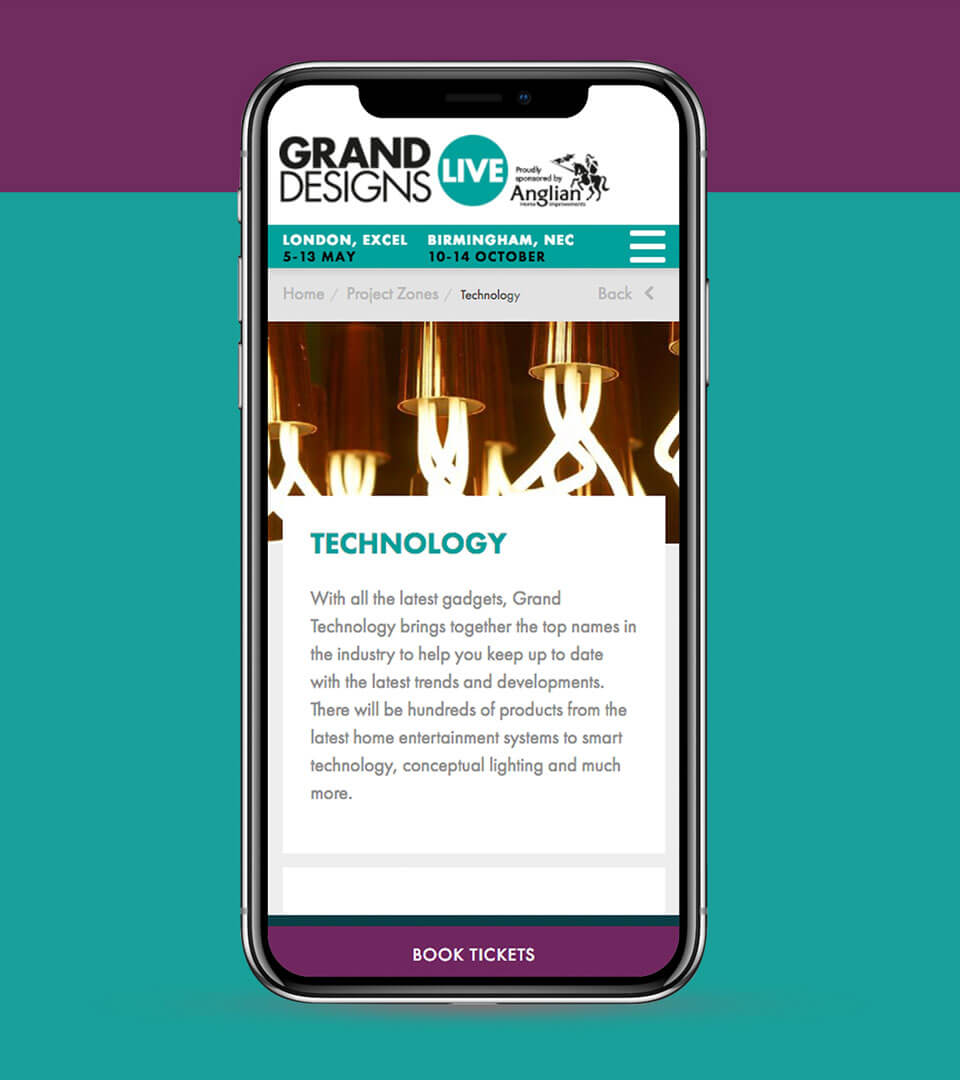 GRAND
DESIGNS
LIVE
Proudly
sponsored by
Anglian
Home Improvements
LONDON, EXCEL
5-13 MAY
BIRMINGHAM, NEC
10-14 OCTOBER
Home / Project Zones / Technology
Back
TECHNOLOGY
With all the latest gadgets, Grand
Technology brings together the top names in
the industry to help you keep up to date
with the latest trends and developments.
There will be hundreds of products from the
latest home entertainment systems to smart
technology, conceptual lighting and much
more.
BOOK TICKETS